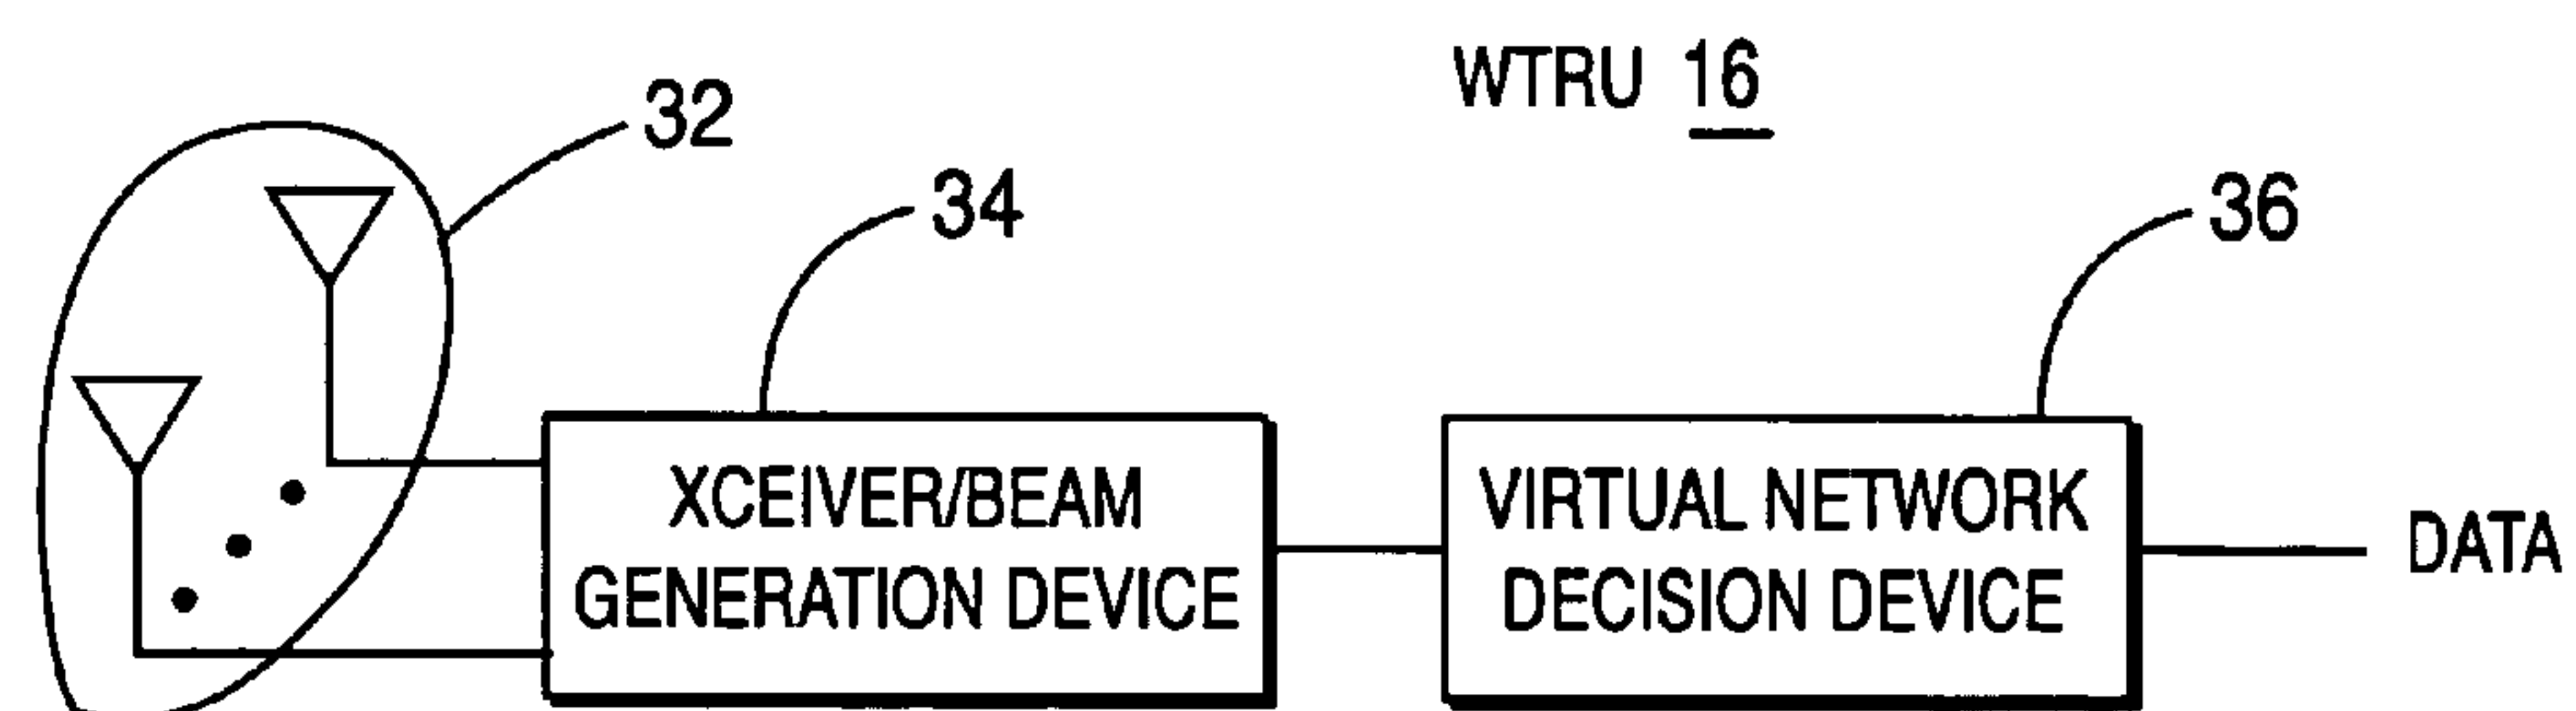 WTRU 16
32
34
36
XCEIVER/BEAM
GENERATION DEVICE
VIRTUAL NETWORK
DECISION DEVICE
DATA